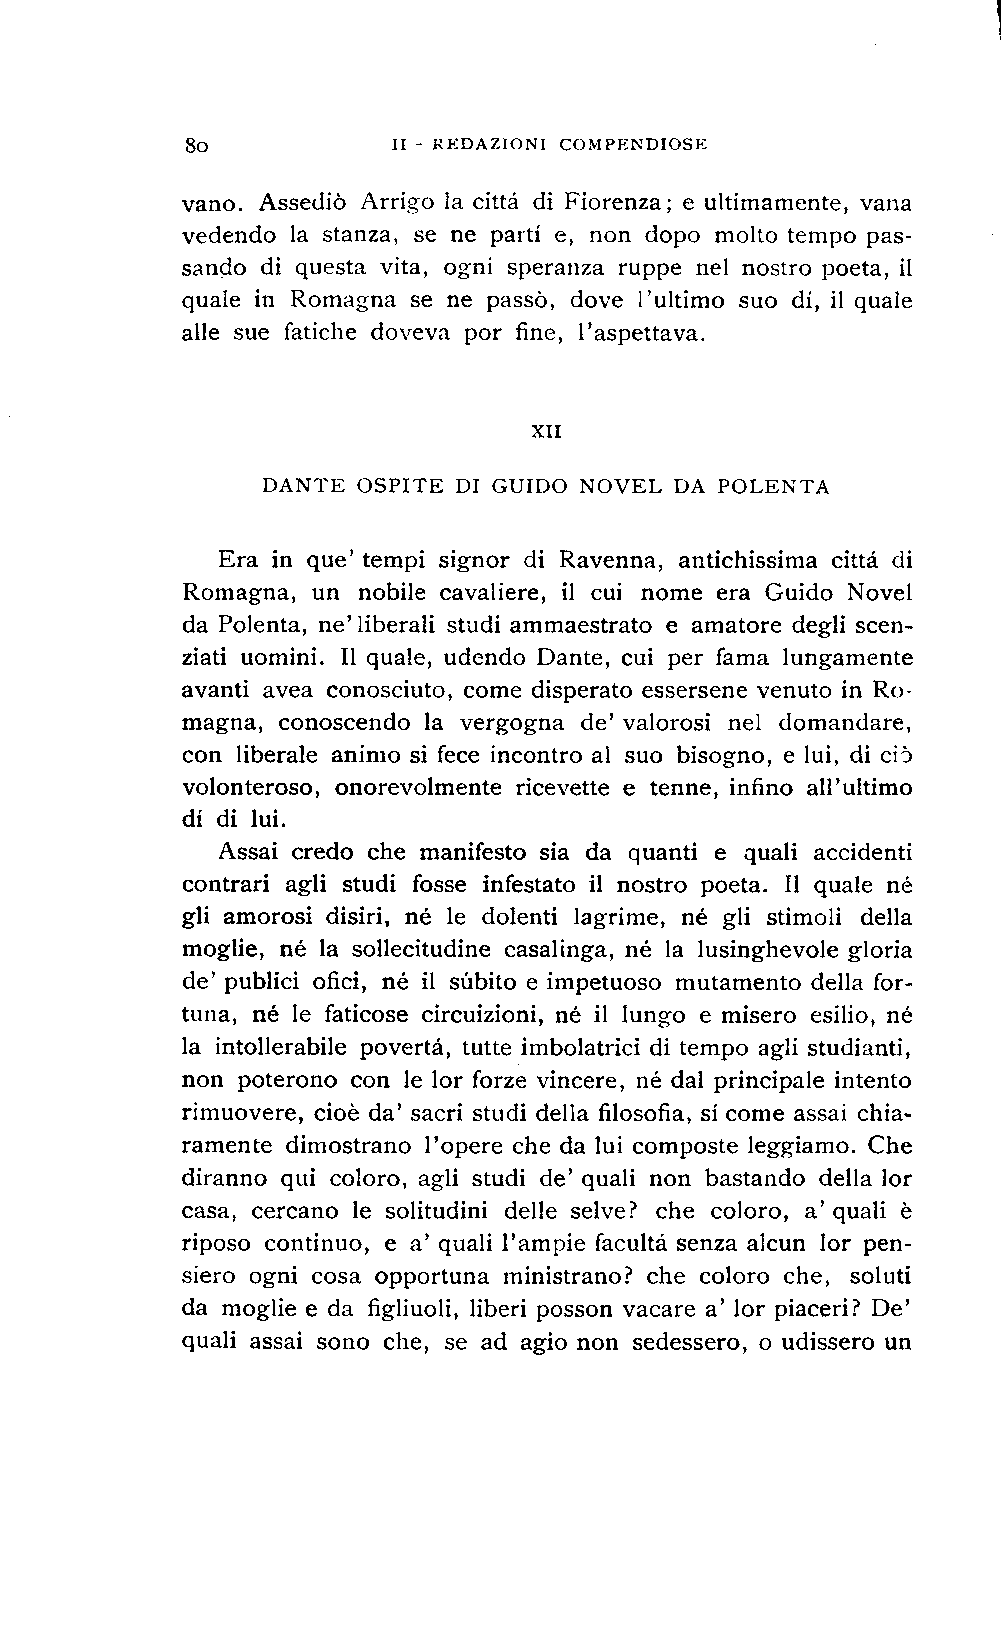 80 II - REDAZIONI COMPENDIOSE
vano. Assediò Arrigo la cittá di Fiorenza; e ultimamente, vana
vedendo la stanza, se ne partí e, non dopo molto tempo pas-
sando di questa vita, ogni speranza ruppe nel nostro poeta, il
quale in Romagna se ne passò, dove l'ultimo suo dí, il quale
alle sue fatiche doveva por fine, l'aspettava.
XII
DANTE OSPITE DI GUIDO NOVEL DA POLENTA
Era in que' tempi signor di Ravenna, antichissima cittá di
Romagna, un nobile cavaliere, il cui nome era Guido Novel
da Polenta, ne' liberali studi ammaestrato e amatore degli scen-
ziati uomini. Il quale, udendo Dante, cui per fama lungamente
avanti avea conosciuto, come disperato essersene venuto in Ro-
magna, conoscendo la vergogna de' valorosi nel domandare,
con liberale animo si fece incontro al suo bisogno, e lui, di ciò
volonteroso, onorevolmente ricevette e tenne, infino all'ultimo
dí di lui.
Assai credo che manifesto sia da quanti e quali accidenti
contrari agli studi fosse infestato il nostro poeta. Il quale né
gli amorosi disiri, né le dolenti lagrime, né gli stimoli della
moglie, né la sollecitudine casalinga, né la lusinghevole gloria
de' publici ofici, né il súbito e impetuoso mutamento della for-
tuna, né le faticose circuizioni, né il lungo e misero esilio, né
la intollerabile povertá, tutte imbolatrici di tempo agli studianti,
non poterono con le lor forze vincere, né dal principale intento
rimuovere, cioè da' sacri studi della filosofia, sí come assai chia-
ramente dimostrano l'opere che da lui composte leggiamo. Che
diranno qui coloro, agli studi de' quali non bastando della lor
casa, cercano le solitudini delle selve? che coloro, a' quali è
riposo continuo, e a' quali l'ampie facultá senza alcun lor pen-
siero ogni cosa opportuna ministrano? che coloro che, soluti
da moglie e da figliuoli, liberi posson vacare a' lor piaceri? De'
quali assai sono che, se ad agio non sedessero, o udissero un